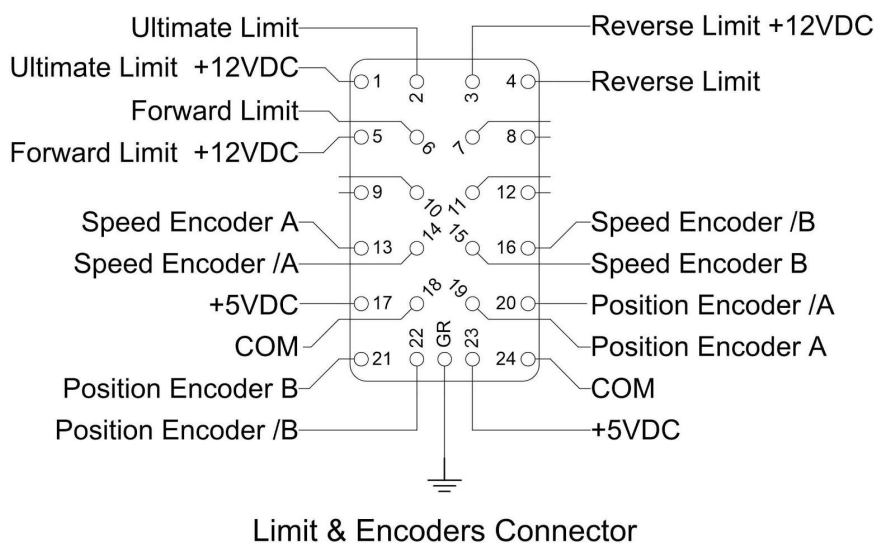 Ultimate Limit
Reverse Limit +12VDC
Ultimate Limit +12VDC
1
2
3
4
Reverse Limit
Forward Limit
5
6
7
8
Forward Limit +12VDC
9
10
11
12
Speed Encoder A
13
14
15
16
Speed Encoder /B
Speed Encoder /A
Speed Encoder B
+5VDC
17
18
19
20
Position Encoder /A
COM
Position Encoder A
21
22
GR
23
24
Position Encoder B
COM
Position Encoder /B
+5VDC
Limit & Encoders Connector